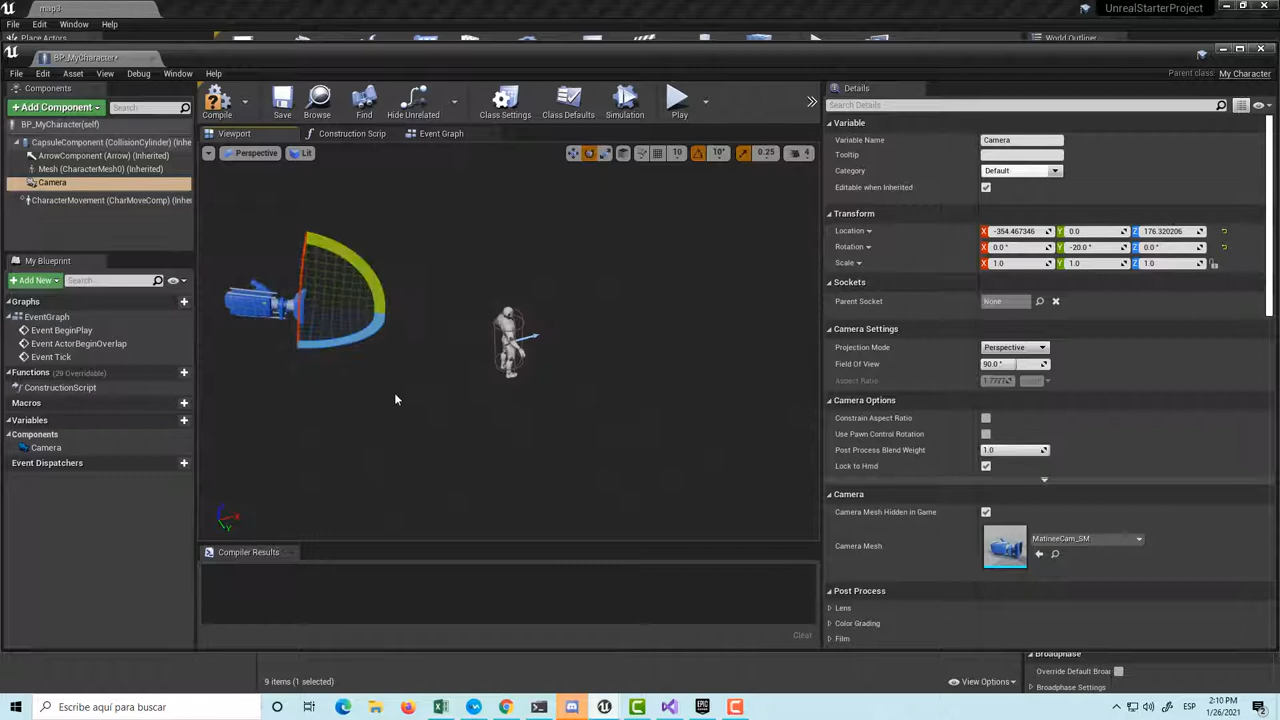 map3
UnrealStarterProject
File Edit Window Help
Place Actors
World Outliner
BP_MyCharacter*
File Edit Asset View Debug Window Help
Parent class: My Character
Components
+ Add Component
Search
BP_MyCharacter(self)
CapsuleComponent (CollisionCylinder) (Inhe
ArrowComponent (Arrow) (Inherited)
Mesh (CharacterMesh0) (Inherited)
Camera
CharacterMovement (CharMoveComp) (Inhe
My Blueprint
+ Add New
Search
Graphs
EventGraph
Event BeginPlay
Event ActorBeginOverlap
Event Tick
Functions (29 Overridable)
ConstructionScript
Macros
Variables
Components
Camera
Event Dispatchers
Compile
Save
Browse
Find
Hide Unrelated
Class Settings
Class Defaults
Simulation
Play
Viewport
Construction Scrip
Event Graph
Perspective
Lit
10
10°
0.25
4
Compiler Results
Clear
Details
Search Details
Variable
Variable Name Camera
Tooltip
Category Default
Editable when Inherited
Transform
Location X -354.467346 Y 0.0 Z 176.320206
Rotation X 0.0 ° Y -20.0 ° Z 0.0 °
Scale X 1.0 Y 1.0 Z 1.0
Sockets
Parent Socket None
Camera Settings
Projection Mode Perspective
Field Of View 90.0 °
Aspect Ratio
Camera Options
Constrain Aspect Ratio
Use Pawn Control Rotation
Post Process Blend Weight 1.0
Lock to Hmd
Camera
Camera Mesh Hidden in Game
Camera Mesh MatineeCam_SM
Post Process
Lens
Color Grading
Film
Broadphase
Override Default Broad
Broadphase Settings
9 items (1 selected)
View Options
Escribe aquí para buscar
ESP
2:10 PM
1/26/2021